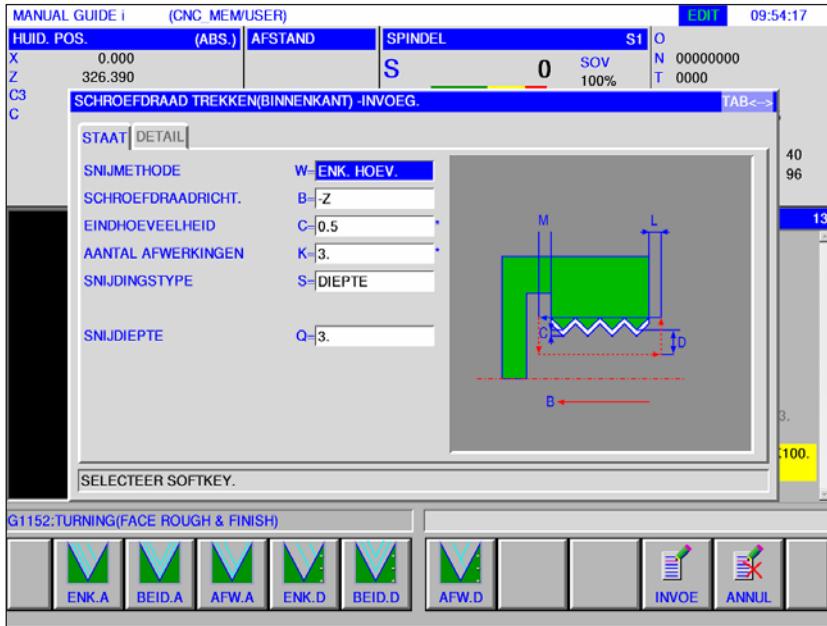 MANUAL GUIDE i (CNC_MEM/USER) EDIT 09:54:17
HUID. POS. (ABS.) AFSTAND SPINDEL S1 O
X 0.000 N 00000000
Z 326.390 S 0 SOV 100% T 0000
C3
C
SCHROEFDRAAD TREKKEN(BINNENKANT) -INVOEG. TAB<-->
STAAT DETAIL
40
96
13
SNIJMETHODE W=ENK. HOEV.
SCHROEFDRAADRICHT. B=-Z
EINDHOEVEELHEID C=0.5 *
AANTAL AFWERKINGEN K=3. *
SNIJDINGSTYPE S=DIEPTE
SNIJDIEPTE Q=3.
M L
C D
B
3.
100.
SELECTEER SOFTKEY.
G1152:TURNING(FACE ROUGH & FINISH)
ENK.A BEID.A AFW.A ENK.D BEID.D AFW.D INVOE ANNUL